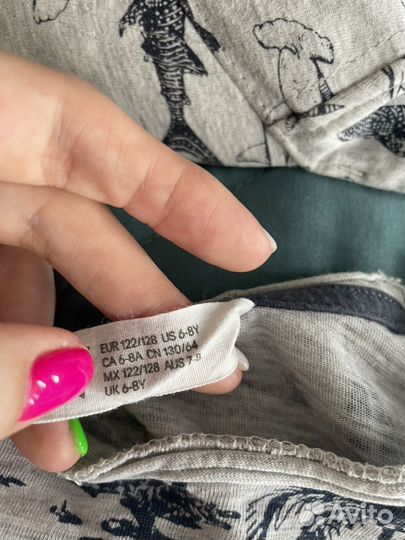 EUR 122/128 US 6-8Y
CA 6-8A CN 130/64
MX 122/128 AUS 7-8
UK 6-8Y
Avito